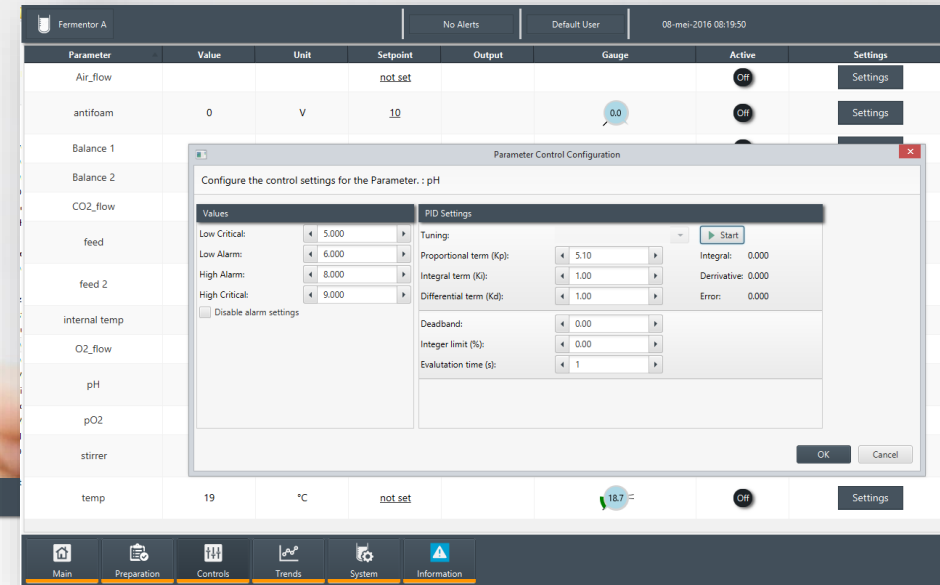 Fermentor A No Alerts Default User 08-mei-2016 08:19:50
Parameter Value Unit Setpoint Output Gauge Active Settings
Air_flow not set Off Settings
antifoam 0 V 10 0.0 Off Settings
Balance 1
Parameter Control Configuration
Balance 2 Configure the control settings for the Parameter. : pH
CO2_flow
Values PID Settings
Low Critical: 5.000 Tuning: Start
feed
Low Alarm: 6.000 Proportional term (Kp): 5.10 Integral: 0.000
High Alarm: 8.000 Integral term (Ki): 1.00 Derrivative: 0.000
feed 2
High Critical: 9.000 Differential term (Kd): 1.00 Error: 0.000
Disable alarm settings
internal temp Deadband: 0.00
O2_flow Integer limit (%): 0.00
Evalutation time (s): 1
pH
pO2
stirrer OK Cancel
temp 19 °C not set 18.7 Off Settings
Main Preparation Controls Trends System Information